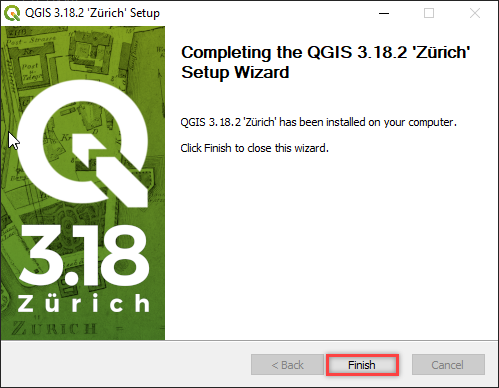 QGIS 3.18.2 'Zürich' Setup
Completing the QGIS 3.18.2 'Zürich'
Setup Wizard
QGIS 3.18.2 'Zürich' has been installed on your computer.
Click Finish to close this wizard.
3.18
Zürich
ZÜRICH
< Back
Finish
Cancel